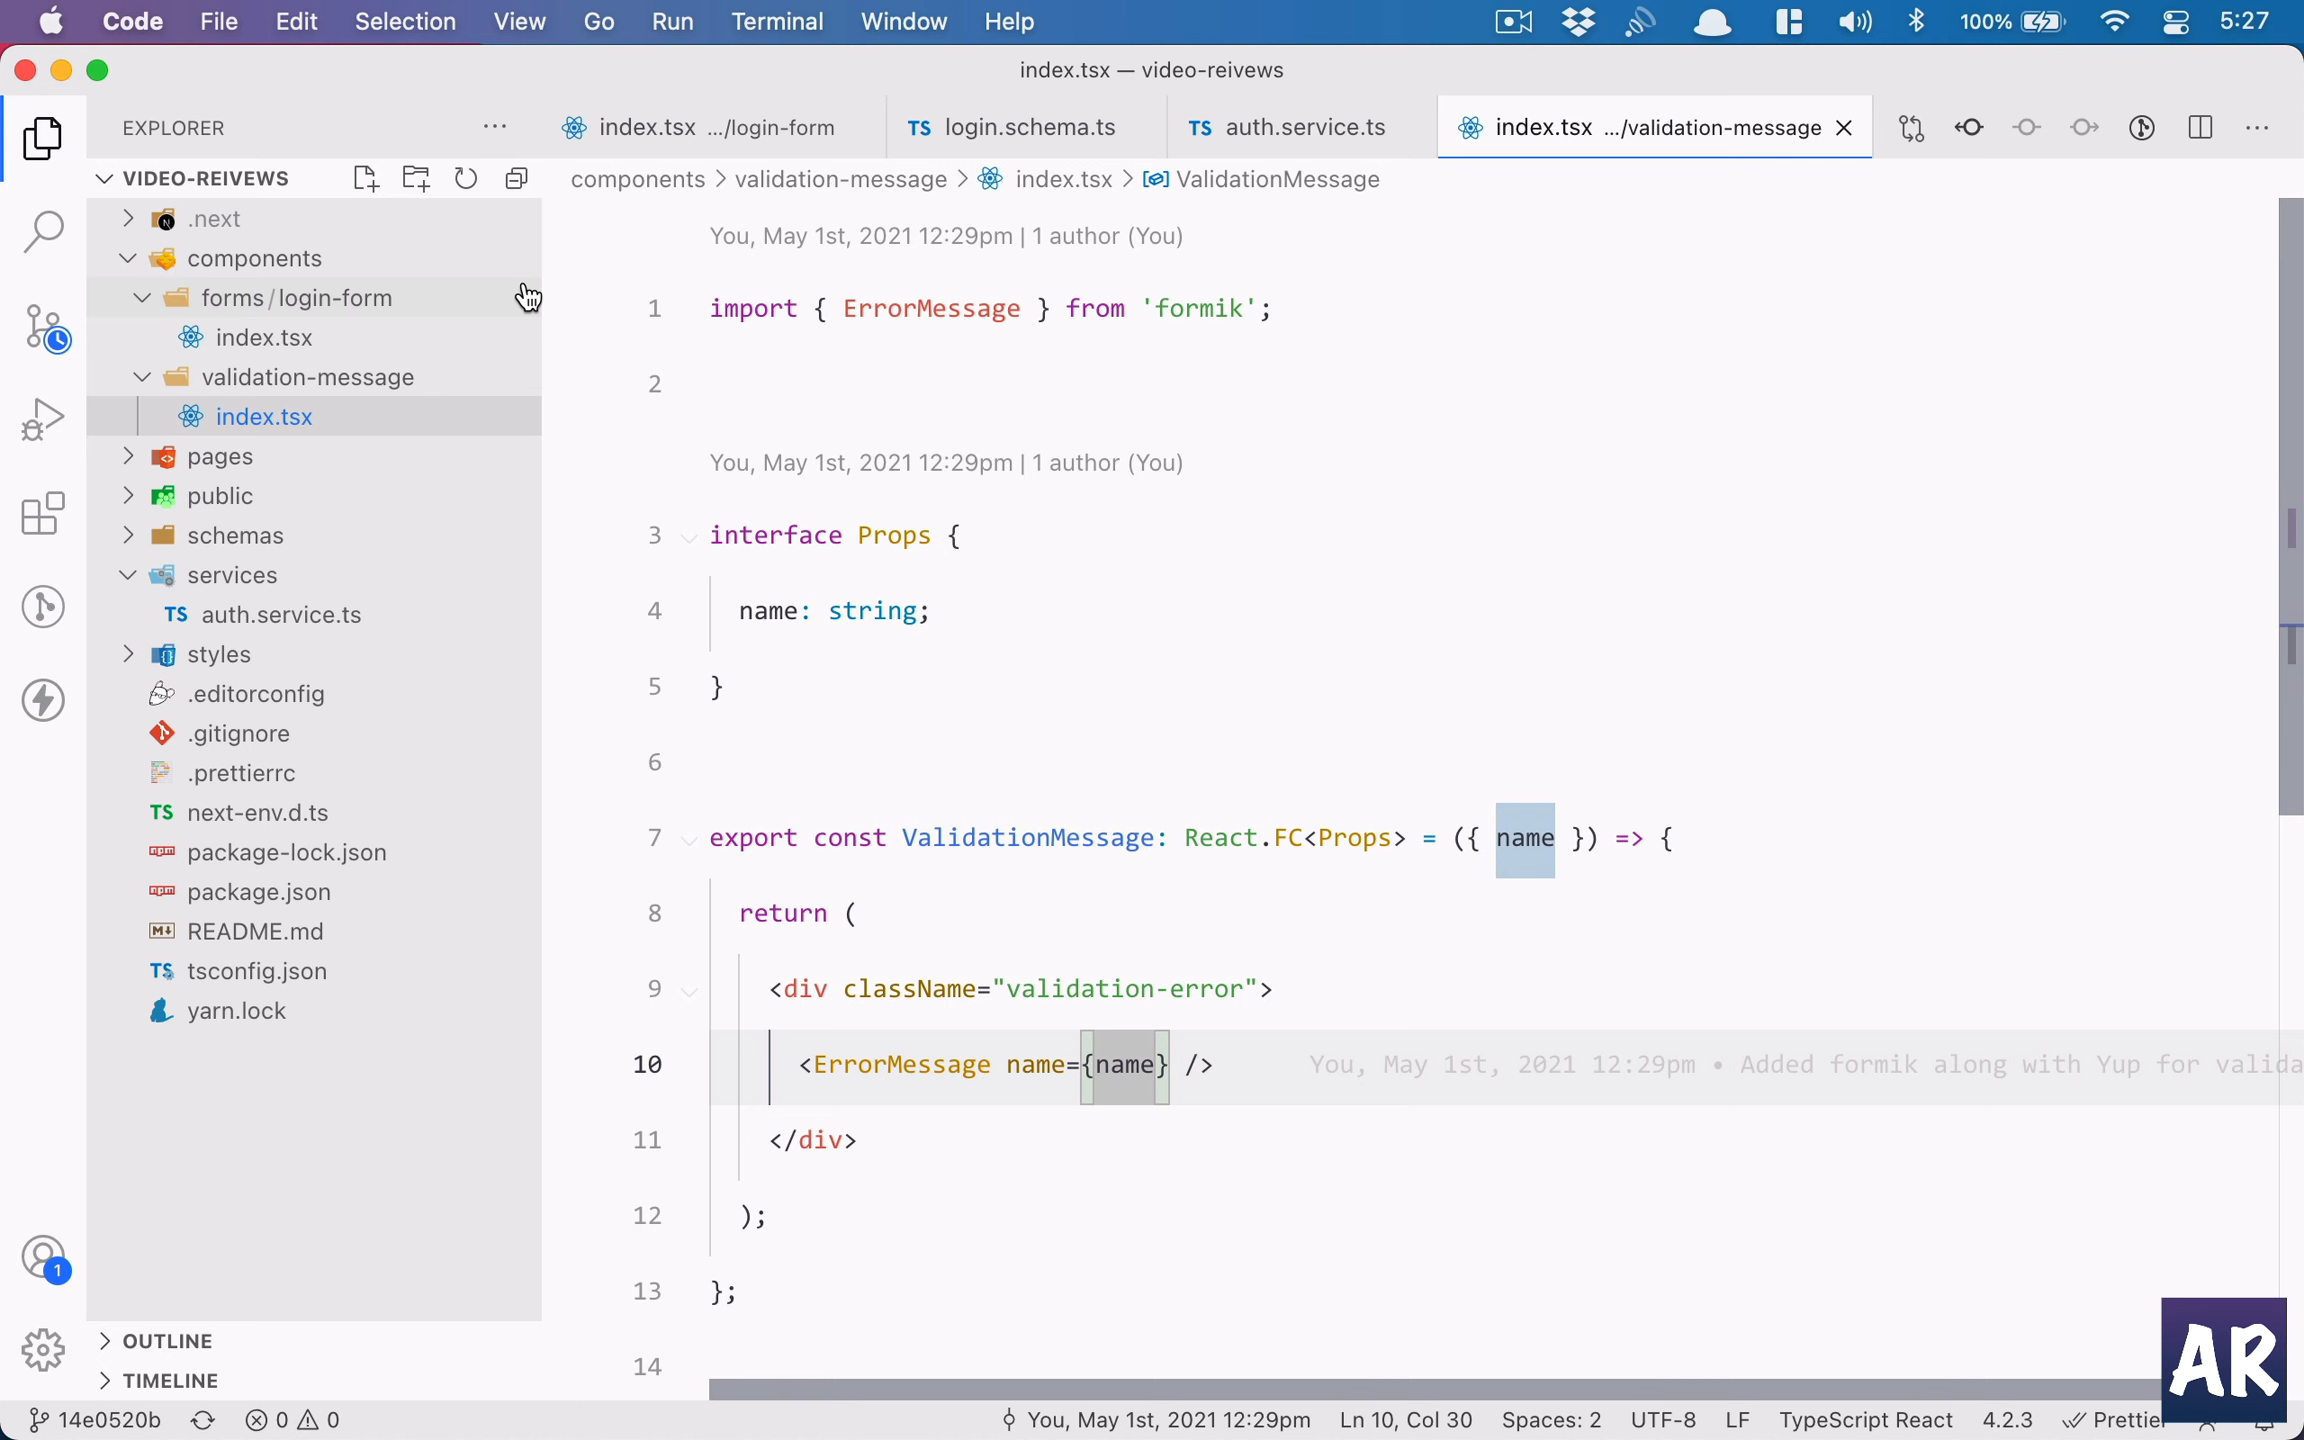 Code File Edit Selection View Go Run Terminal Window Help 100% 5:27
index.tsx — video-reivews
EXPLORER
index.tsx .../login-form
TS login.schema.ts
TS auth.service.ts
index.tsx .../validation-message
VIDEO-REIVEWS
components > validation-message > index.tsx > ValidationMessage
.next
components
forms/login-form
index.tsx
validation-message
index.tsx
pages
public
schemas
services
TS auth.service.ts
styles
.editorconfig
.gitignore
.prettierrc
TS next-env.d.ts
package-lock.json
package.json
README.md
TS tsconfig.json
yarn.lock
OUTLINE
TIMELINE
1
You, May 1st, 2021 12:29pm | 1 author (You)
1 import { ErrorMessage } from 'formik';
2
You, May 1st, 2021 12:29pm | 1 author (You)
3 interface Props {
4 name: string;
5 }
6
7 export const ValidationMessage: React.FC<Props> = ({ name }) => {
8 return (
9 <div className="validation-error">
10 <ErrorMessage name={name} /> You, May 1st, 2021 12:29pm • Added formik along with Yup for valida
11 </div>
12 );
13 };
14
AR
14e0520b 0 0 You, May 1st, 2021 12:29pm Ln 10, Col 30 Spaces: 2 UTF-8 LF TypeScript React 4.2.3 Prettier